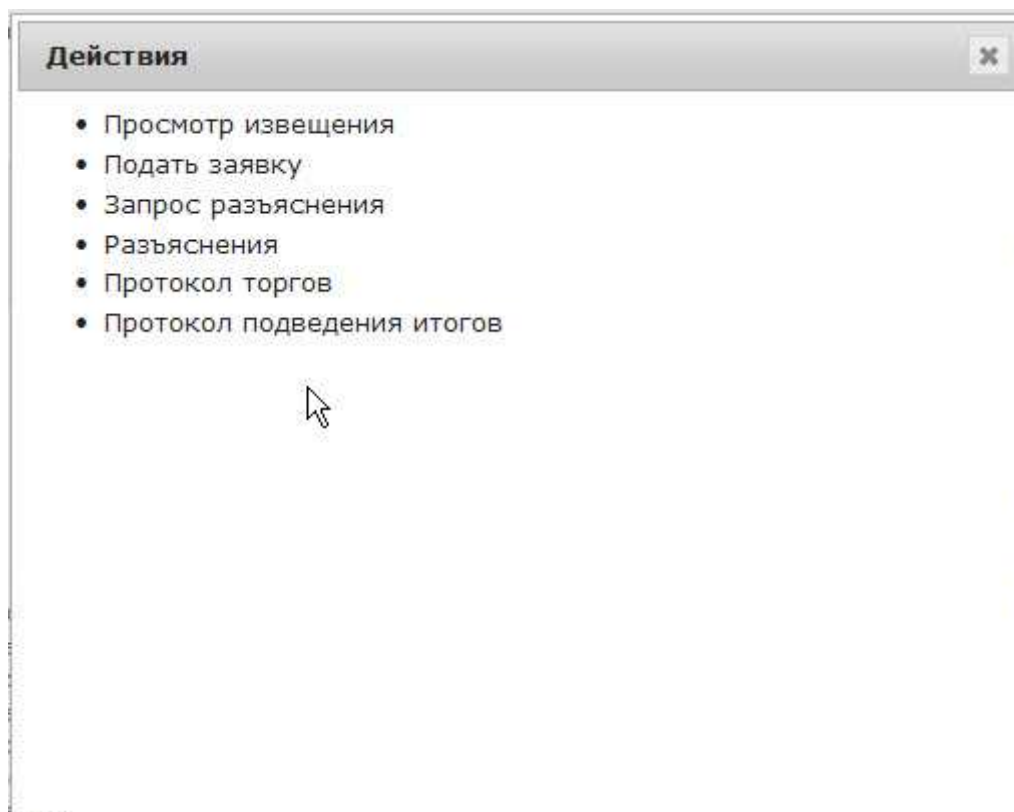 Действия
Просмотр извещения
Подать заявку
Запрос разъяснения
Разъяснения
Протокол торгов
Протокол подведения итогов